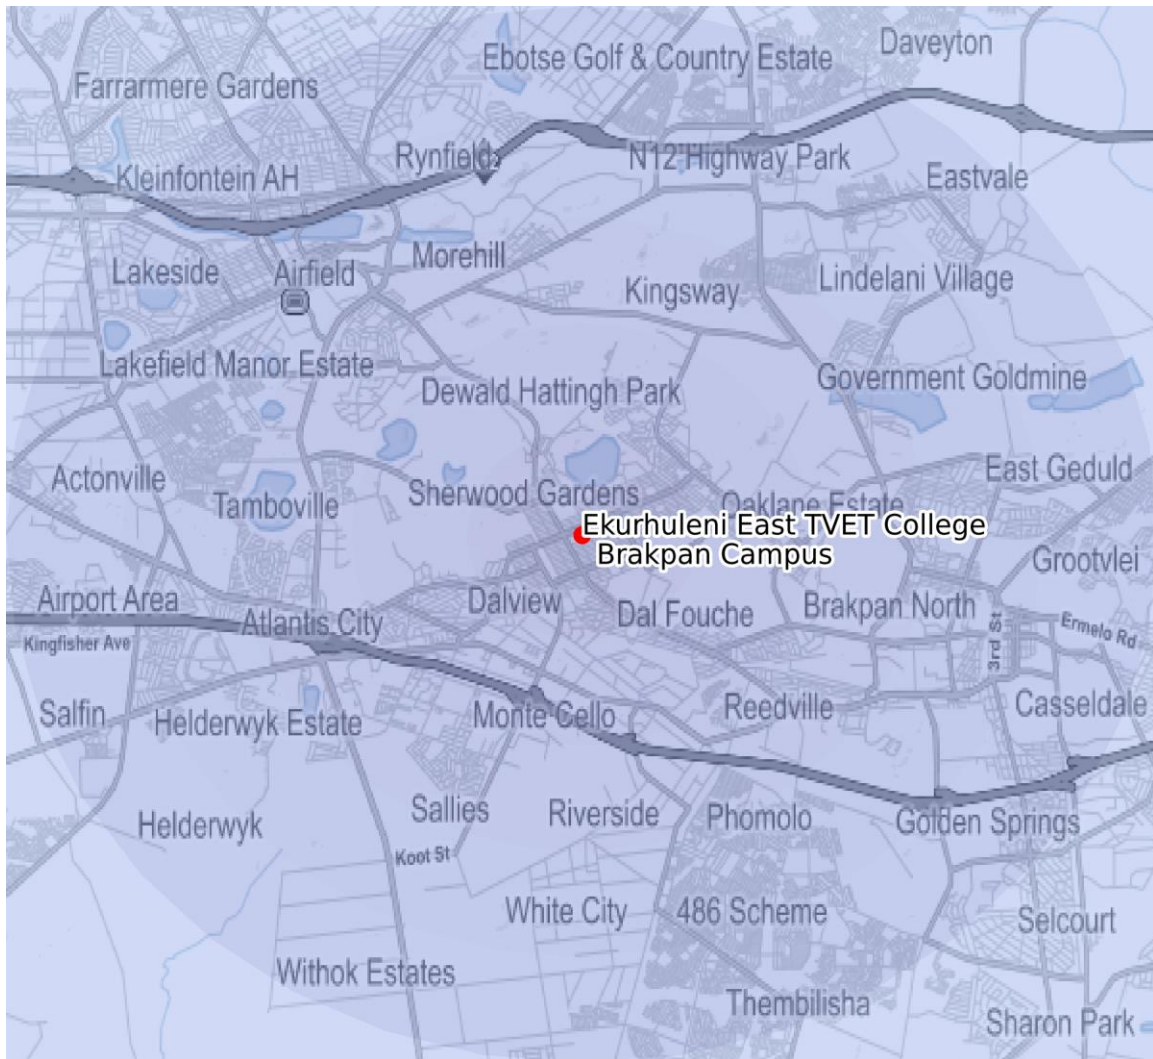 Daveyton
Ebotse Golf & Country Estate
Farrarmere Gardens
Rynfield
N12 Highway Park
Kleinfontein AH
Eastvale
Morehill
Lakeside
Airfield
Lindelani Village
Kingsway
Lakefield Manor Estate
Government Goldmine
Dewald Hattingh Park
East Geduld
Actonville
Sherwood Gardens
Tamboville
Oaklane Estate
Ekurhuleni East TVET College
Brakpan Campus
Grootvlei
Airport Area
Dalview
Brakpan North
Dal Fouche
Atlantis City
Kingfisher Ave
3rd St
Ermelo Rd
Salfin
Helderwyk Estate
Monte Cello
Reedville
Casseldale
Sallies
Riverside
Phomolo
Golden Springs
Helderwyk
Koot St
White City
486 Scheme
Selcourt
Withok Estates
Thembilisha
Sharon Park